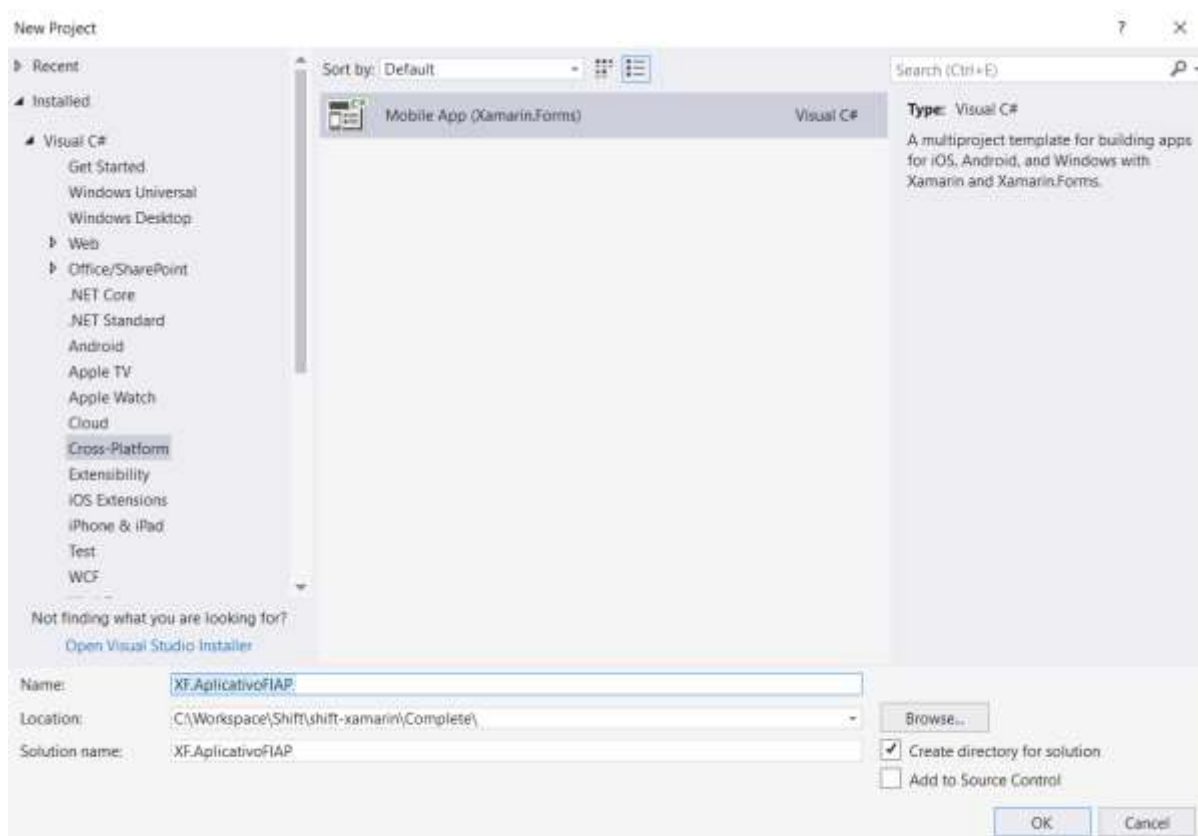 New Project
? ×
Recent
Installed
Visual C#
Get Started
Windows Universal
Windows Desktop
Web
Office/SharePoint
.NET Core
.NET Standard
Android
Apple TV
Apple Watch
Cloud
Cross-Platform
Extensibility
iOS Extensions
iPhone & iPad
Test
WCF
Not finding what you are looking for?
Open Visual Studio Installer
Sort by: Default
Mobile App (Xamarin.Forms) Visual C#
Search (Ctrl+E)
Type: Visual C#
A multiproject template for building apps
for iOS, Android, and Windows with
Xamarin and Xamarin.Forms.
Name: XF.AplicativoFIAP
Location: C:\Workspace\Shift\shift-xamarin\Complete\
Browse...
Solution name: XF.AplicativoFIAP
Create directory for solution
Add to Source Control
OK Cancel